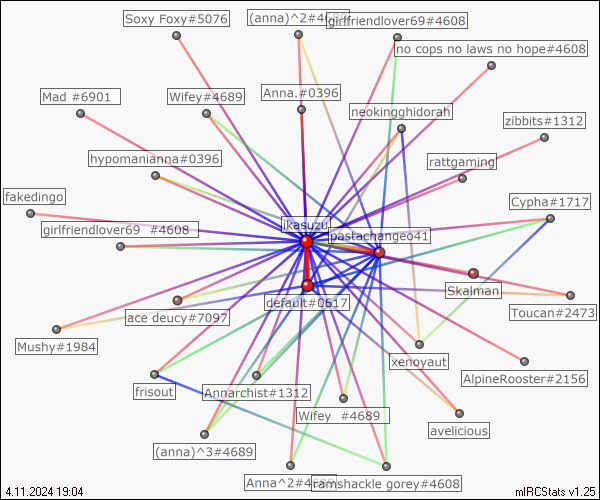 Soxy Foxy#5076
(anna)^2#4689
girlfriendlover69#4608
no cops no laws no hope#4608
Mad #6901
Wifey#4689
Anna.#0396
neokingghidorah
zibbits#1312
hypomanianna#0396
rattgaming
fakedingo
Cypha#1717
girlfriendlover69 #4608
ikasuzu
pastachangeo41
Skalman
default#0617
ace deucy#7097
Toucan#2473
Mushy#1984
xenoyaut
AlpineRooster#2156
frisout
Annarchist#1312
Wifey #4689
avelicious
(anna)^3#4689
Anna^2#4689
ramshackle gorey#4608
4.11.2024 19:04
mIRCStats v1.25